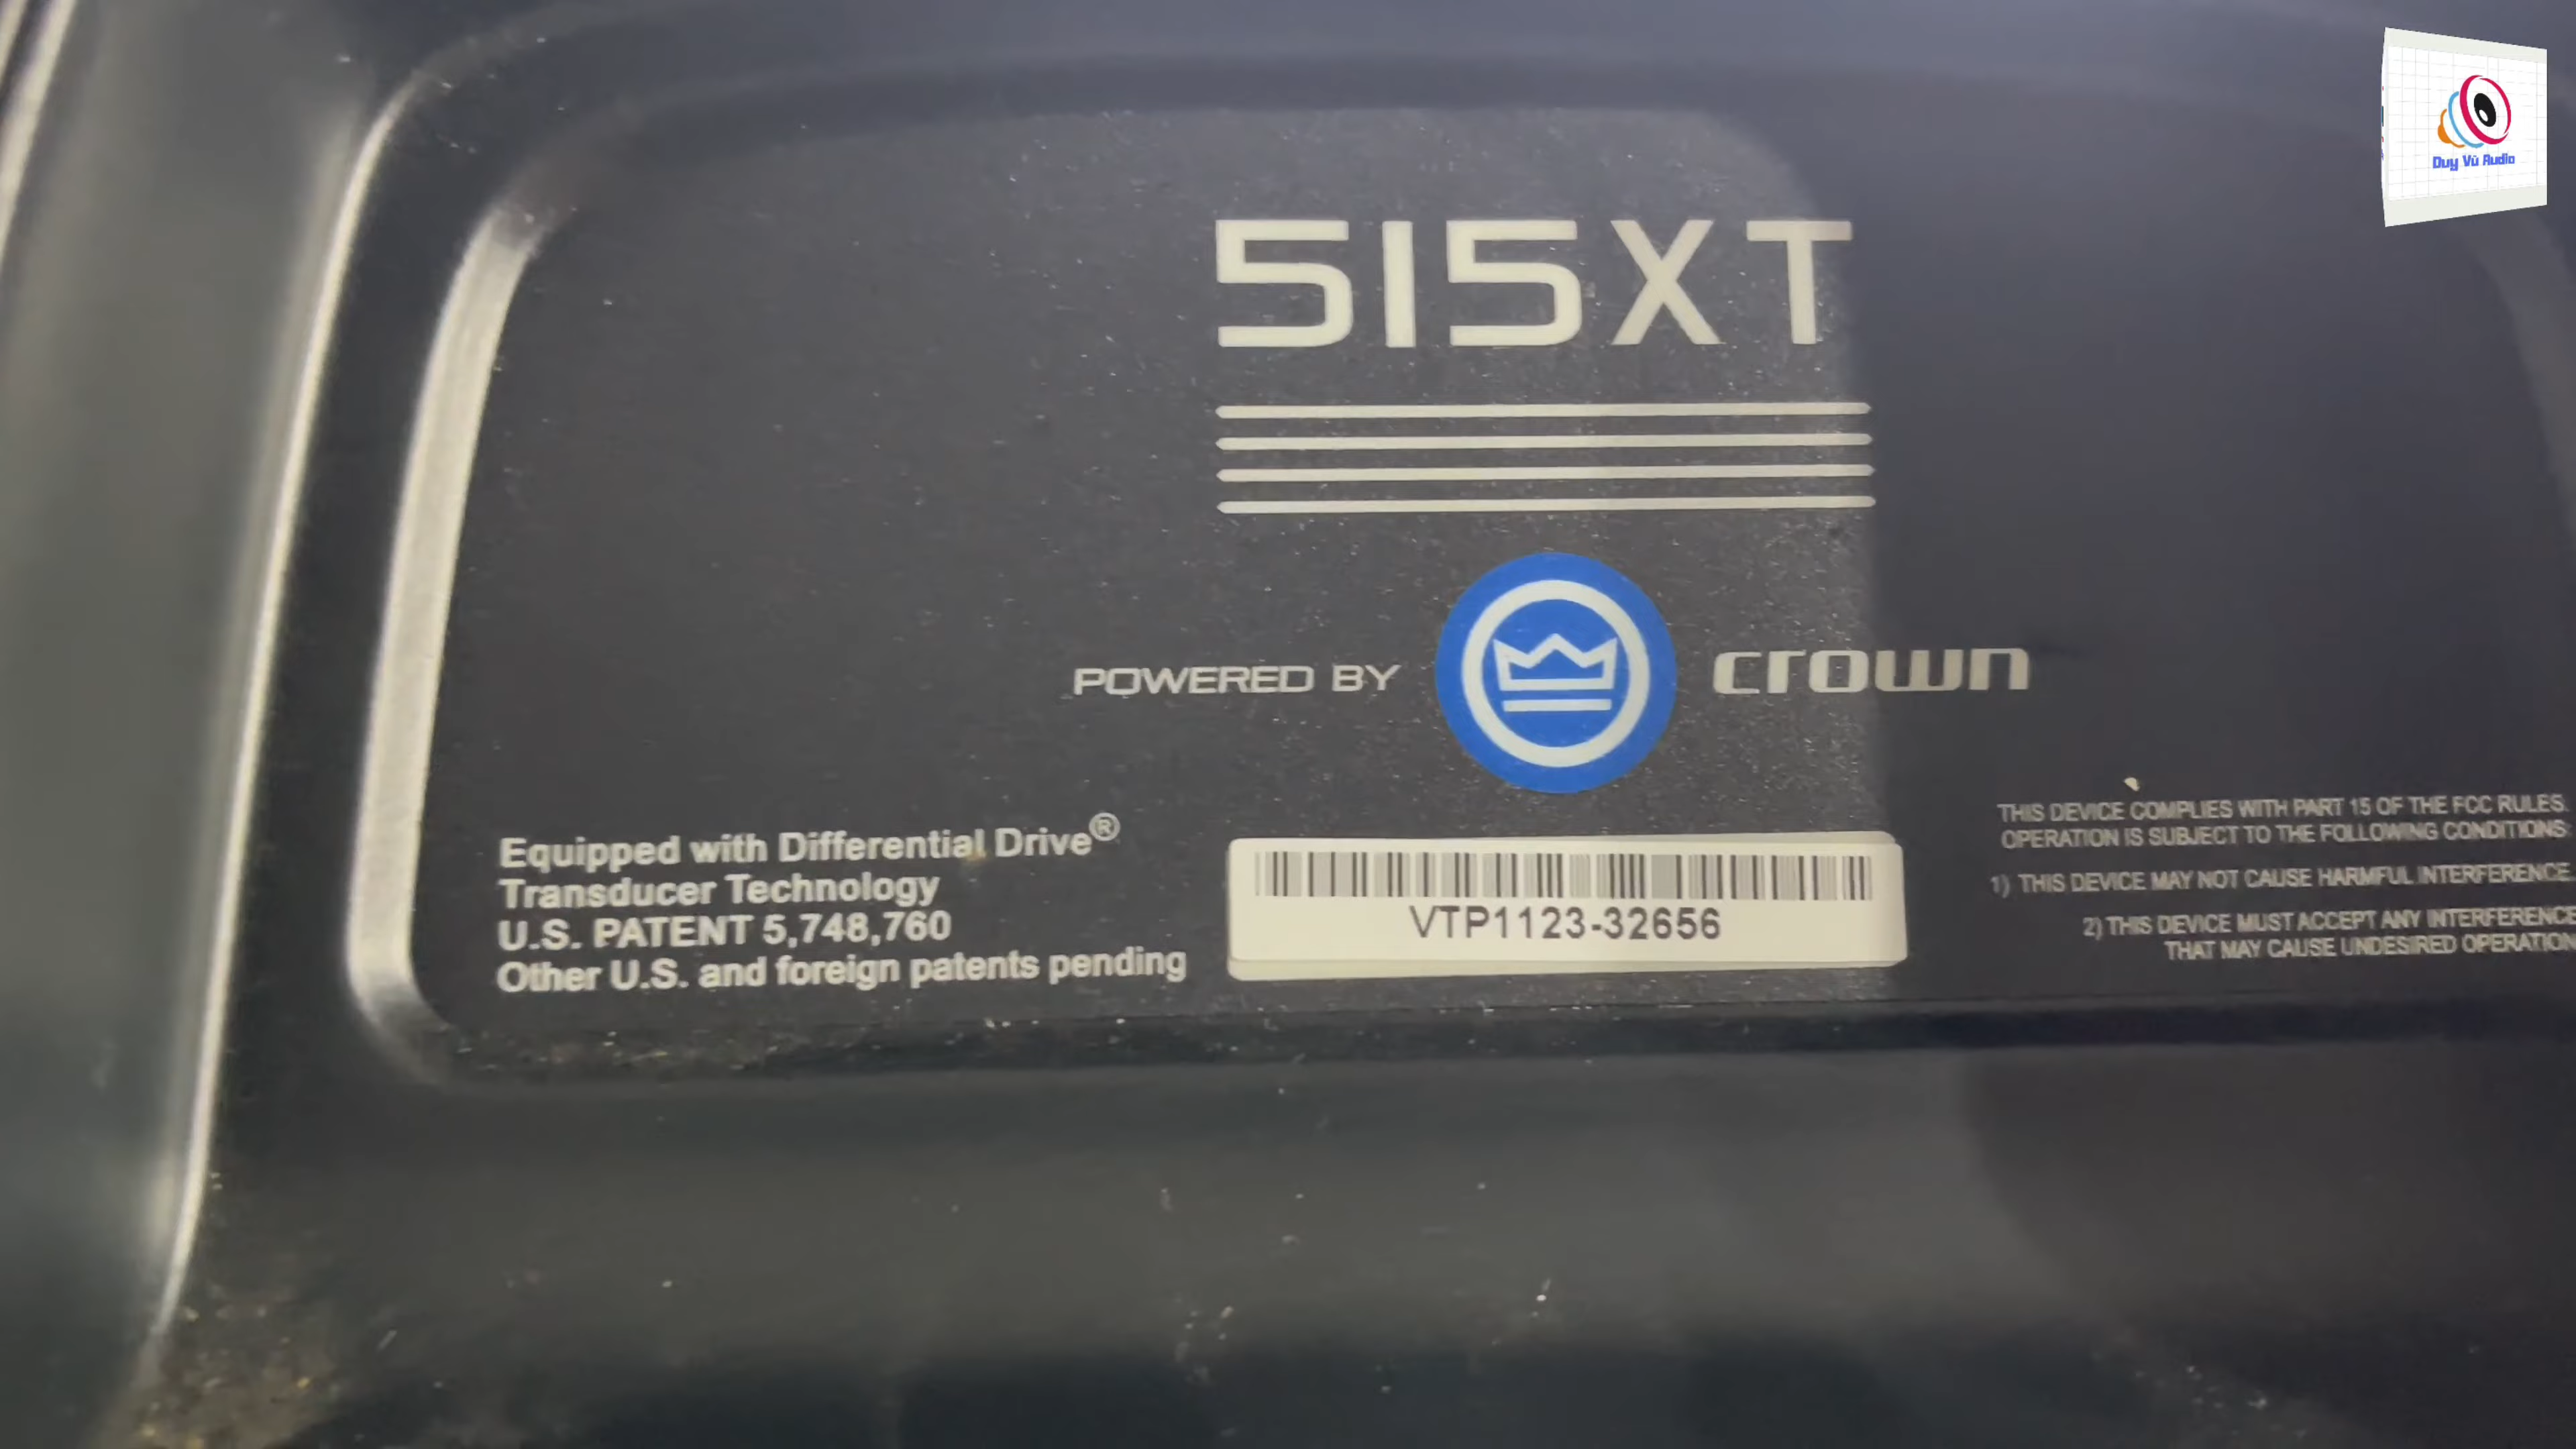 Duy Vũ Audio
515XT
POWERED BY crown
Equipped with Differential Drive®
Transducer Technology
U.S. PATENT 5,748,760
Other U.S. and foreign patents pending
VTP1123-32656
THIS DEVICE COMPLIES WITH PART 15 OF THE FCC RULES.
OPERATION IS SUBJECT TO THE FOLLOWING CONDITIONS:
1) THIS DEVICE MAY NOT CAUSE HARMFUL INTERFERENCE.
2) THIS DEVICE MUST ACCEPT ANY INTERFERENCE
THAT MAY CAUSE UNDESIRED OPERATION